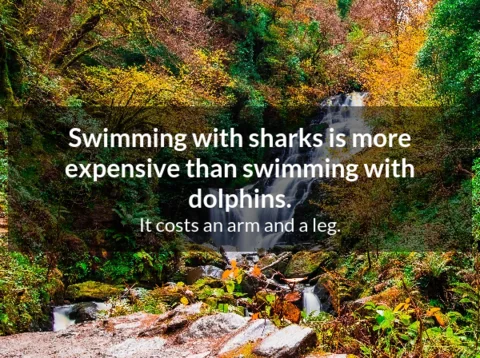 Swimming with sharks is more
expensive than swimming with
dolphins.
It costs an arm and a leg.